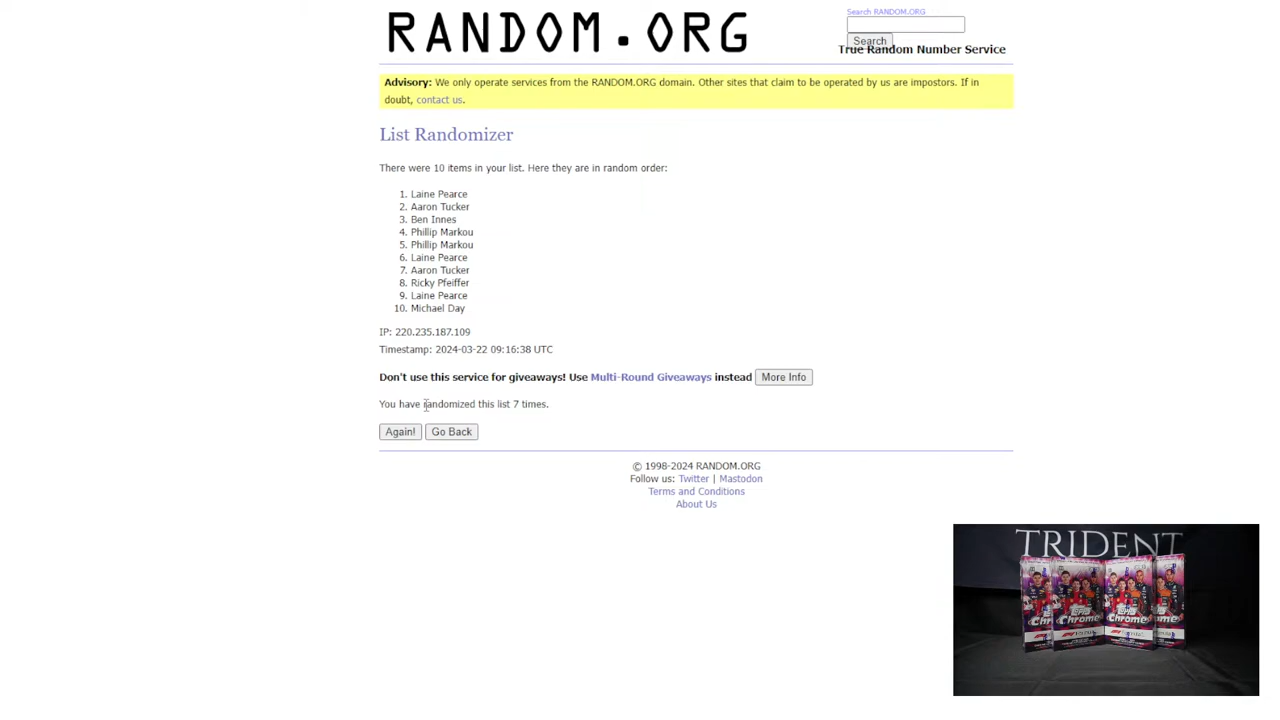 RANDOM.ORG
Search RANDOM.ORG
Search
True Random Number Service
Advisory: We only operate services from the RANDOM.ORG domain. Other sites that claim to be operated by us are impostors. If in
doubt, contact us.
List Randomizer
There were 10 items in your list. Here they are in random order:
1. Laine Pearce
2. Aaron Tucker
3. Ben Innes
4. Phillip Markou
5. Phillip Markou
6. Laine Pearce
7. Aaron Tucker
8. Ricky Pfeiffer
9. Laine Pearce
10. Michael Day
IP: 220.235.187.109
Timestamp: 2024-03-22 09:16:38 UTC
Don't use this service for giveaways! Use Multi-Round Giveaways instead More Info
You have randomized this list 7 times.
Again! Go Back
© 1998-2024 RANDOM.ORG
Follow us: Twitter | Mastodon
Terms and Conditions
About Us
TRIDENT
Topps
Chrome